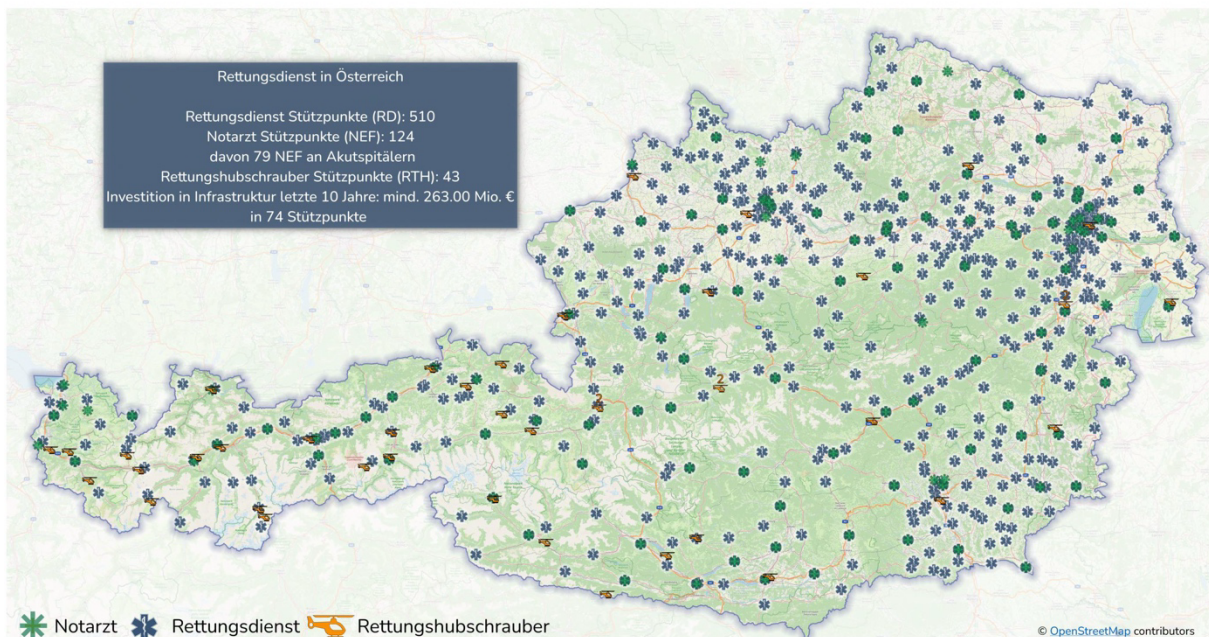 Rettungsdienst in Österreich
Rettungsdienst Stützpunkte (RD): 510
Notarzt Stützpunkte (NEF): 124
davon 79 NEF an Akutspitälern
Rettungshubschrauber Stützpunkte (RTH): 43
Investition in Infrastruktur letzte 10 Jahre: mind. 263.00 Mio. €
in 74 Stützpunkte
2
2
Notarzt Rettungsdienst Rettungshubschrauber
© OpenStreetMap contributors